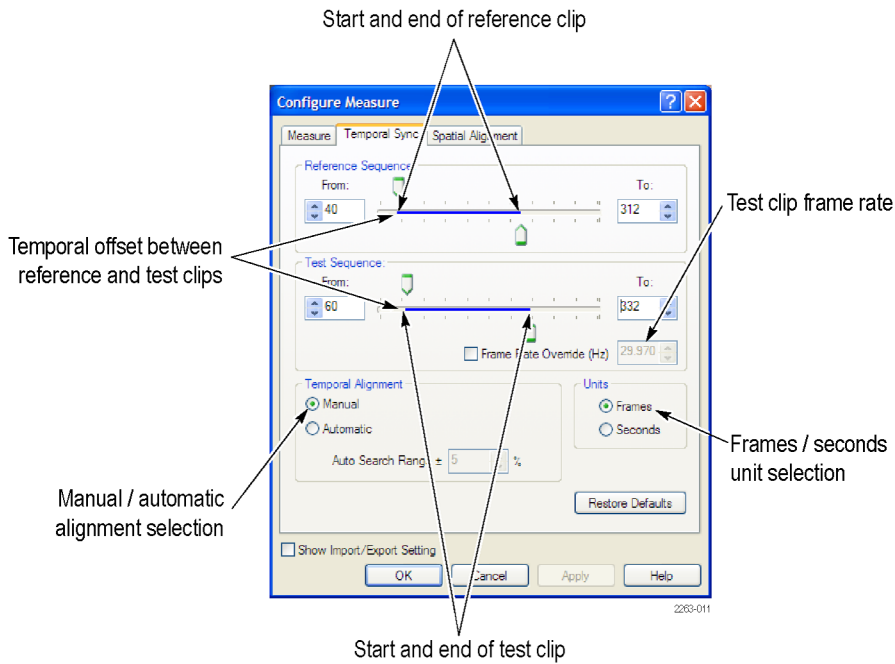 Start and end of reference clip
Configure Measure
Measure
Temporal Sync
Spatial Alignment
Reference Sequence
From:
To:
40
312
Test clip frame rate
Temporal offset between
reference and test clips
Test Sequence:
From:
To:
60
332
Frame Rate Override (Hz)
29.970
Temporal Alignment
Manual
Automatic
Auto Search Range ±
5
%
Units
Frames
Seconds
Frames / seconds
unit selection
Manual / automatic
alignment selection
Restore Defaults
Show Import/Export Setting
OK
Cancel
Apply
Help
2263-011
Start and end of test clip